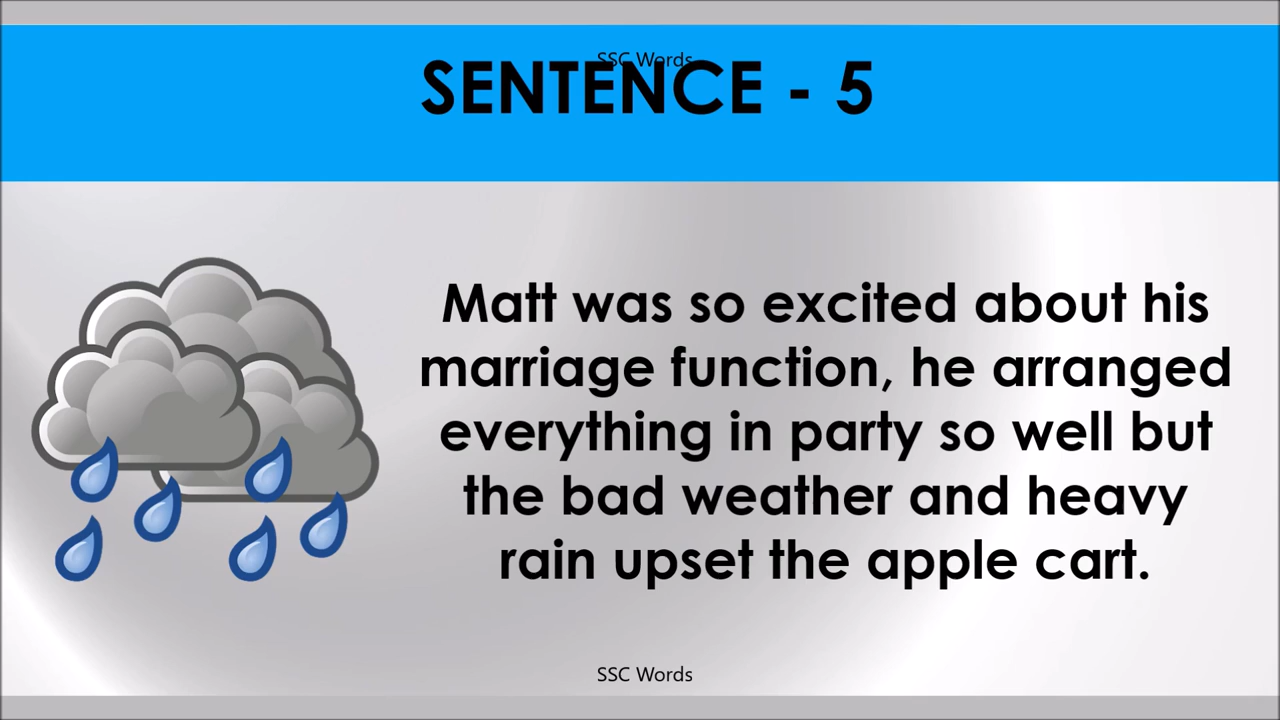 SSC Words
SENTENCE - 5
Matt was so excited about his
marriage function, he arranged
everything in party so well but
the bad weather and heavy
rain upset the apple cart.
SSC Words